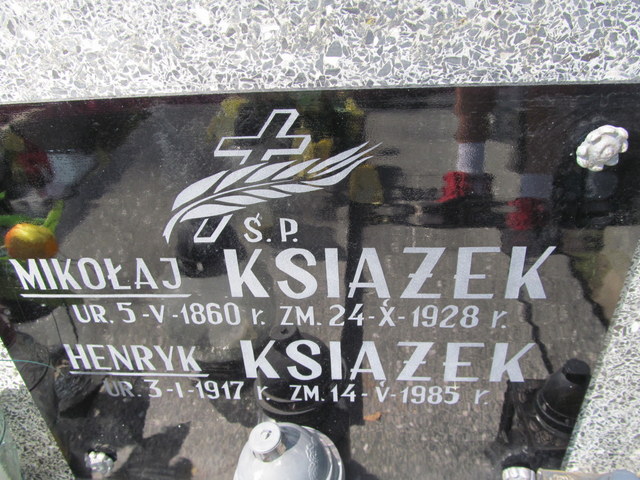 Ś.P.
MIKOŁAJ KSIĄŻEK
UR. 5-V-1860 r. ZM. 24-X-1928 r.
HENRYK KSIĄŻEK
UR. 3-I-1917 r. ZM. 14-V-1985 r